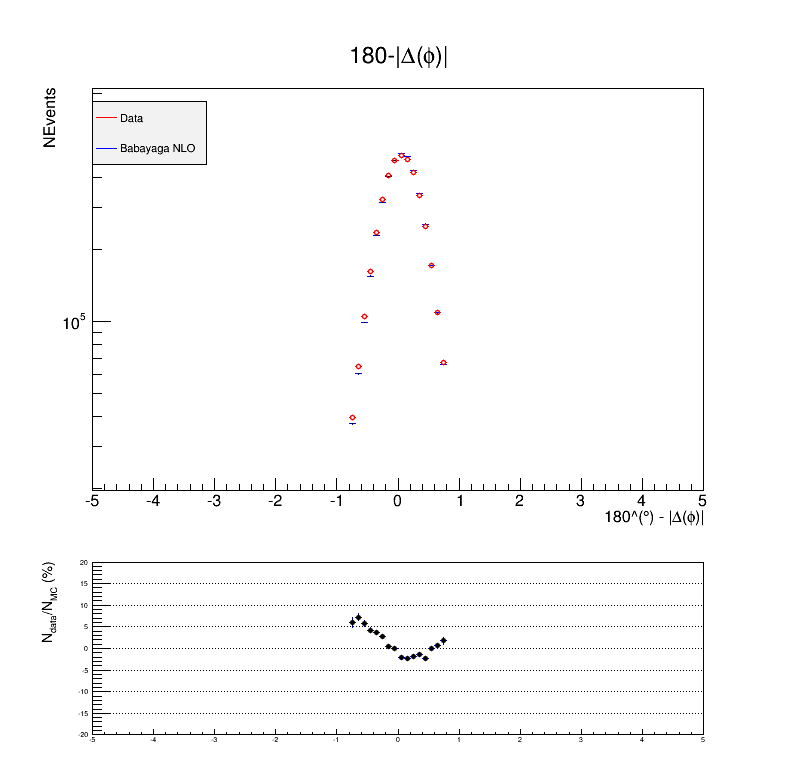 180-|Δ(ϕ)|
NEvents
Data
Babayaga NLO
10^5
-5 -4 -3 -2 -1 0 1 2 3 4 5
180^(°) - |Δ(ϕ)|
N_data/N_MC (%)
20
15
10
5
0
-5
-10
-15
-20
-5 -4 -3 -2 -1 0 1 2 3 4 5